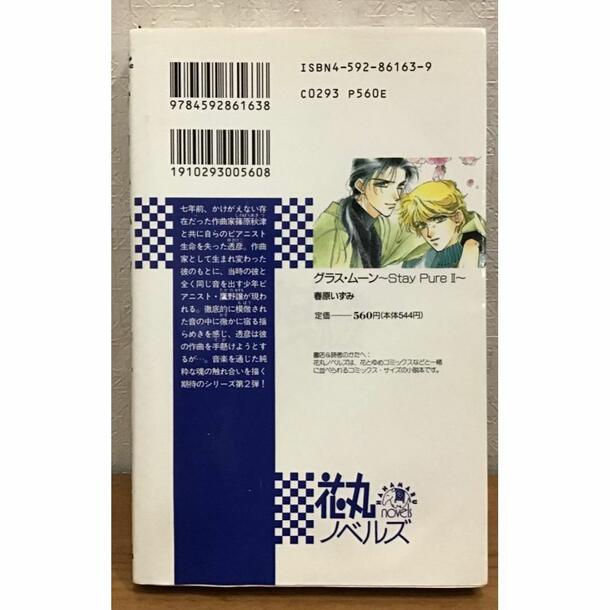 ISBN4-592-86163-9
C0293 P560E
9784592861638
1910293005608
七年前、かけがえない存
在だった作曲家篠原秋津
と共に自らのピアニスト
生命を失った透彦。作曲
家として生まれ変わった
彼のもとに、当時の彼と
全く同じ音を出す少年ピ
アニスト・鷹野謙が現わ
れる。徹底的に模倣され
た音の中に微かに宿る揺
らめきを感じ、透彦は彼
の作曲を手懸けようとす
るが…。音楽を通じた純
粋な魂の触れ合いを描く
期待のシリーズ第2弾!
グラス・ムーン〜Stay Pure II〜
春原いずみ
定価――560円(本体544円)
書店&読者のかたへ:
花丸ノベルズは、花とゆめコミックスなどと一緒
に並べられるコミックス・サイズの小説本です。
花丸
HANAMARU
novels
ノベルズ